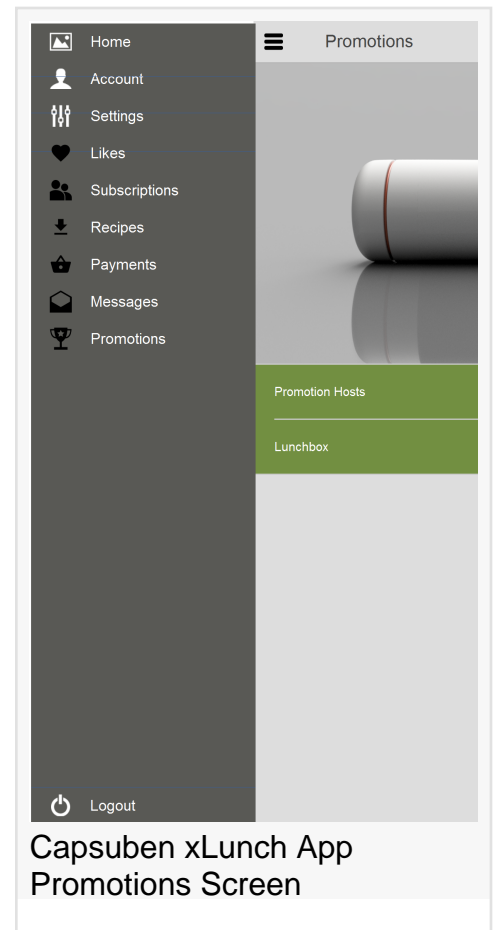 Home
Account
Settings
Likes
Subscriptions
Recipes
Payments
Messages
Promotions
Logout
Promotions
Promotion Hosts
Lunchbox
Capsuben xLunch App
Promotions Screen